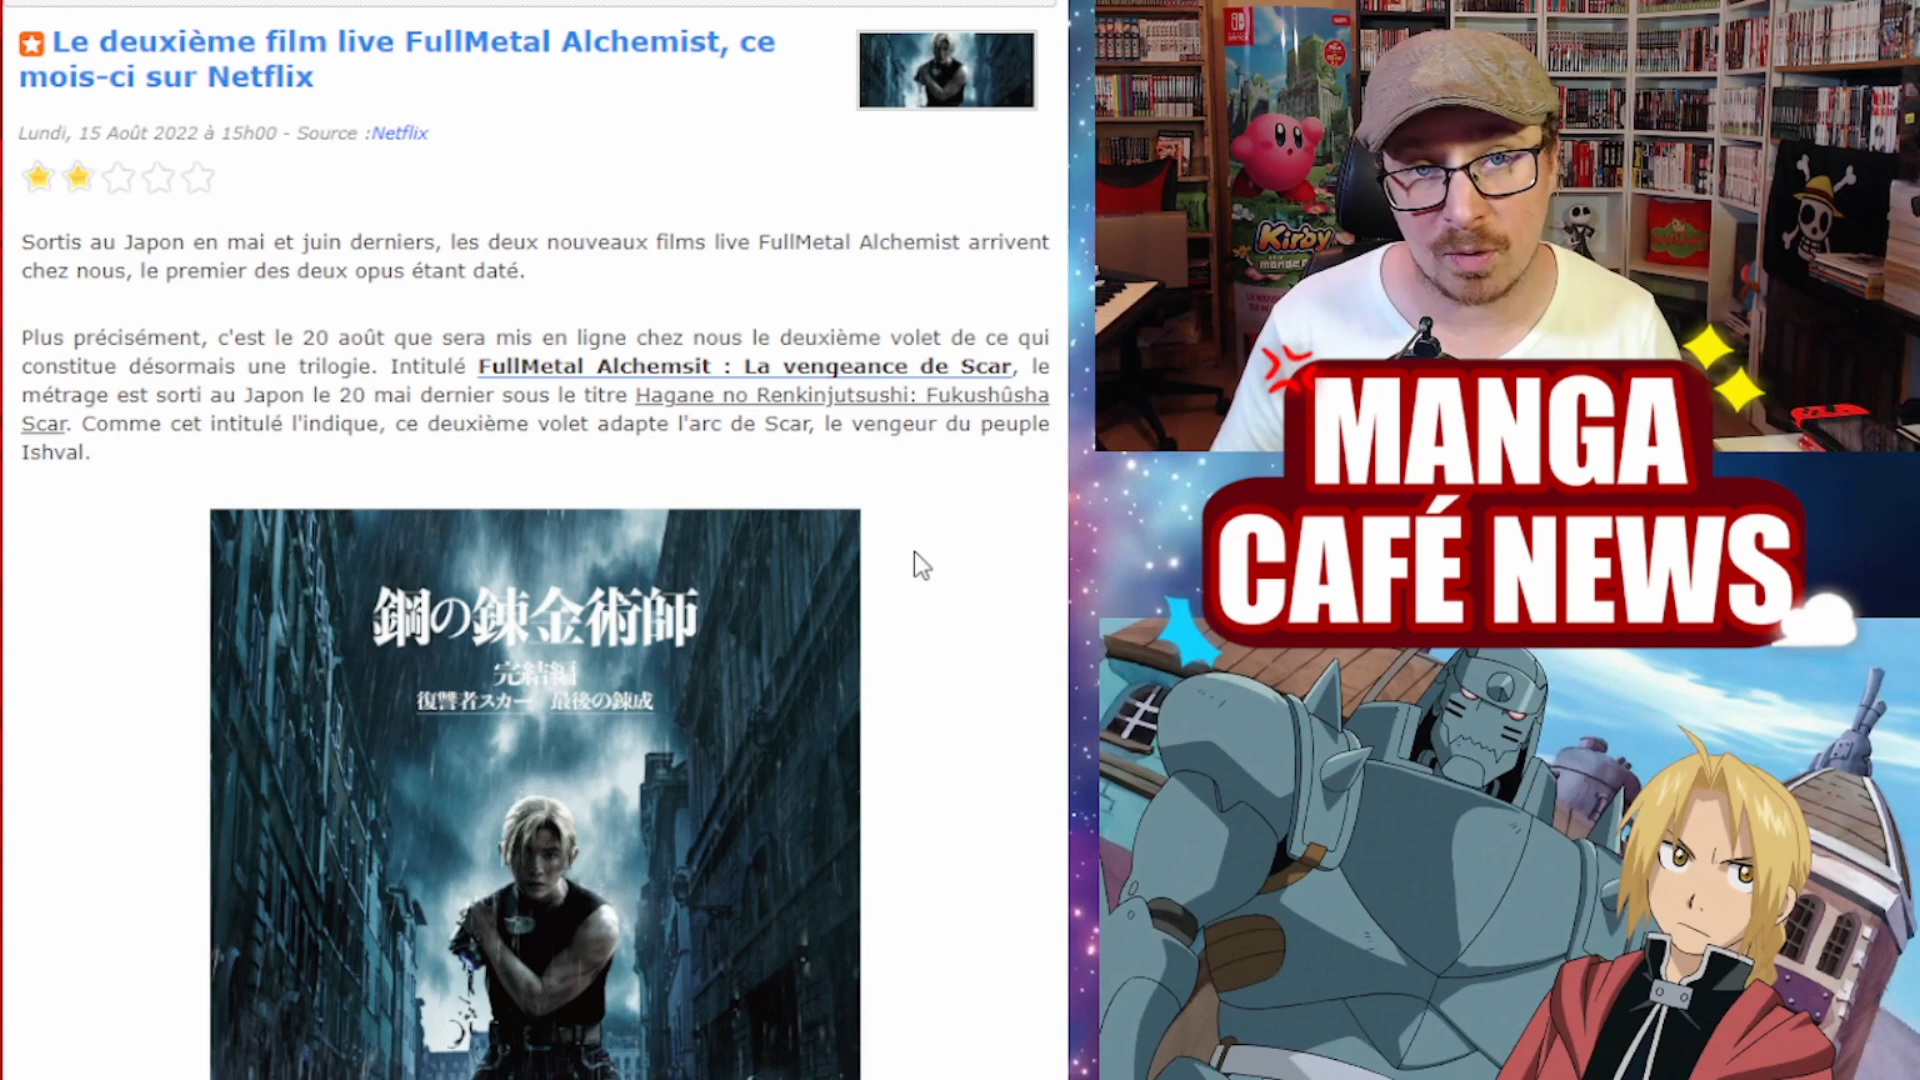 Le deuxième film live FullMetal Alchemist, ce
mois-ci sur Netflix
Lundi, 15 Août 2022 à 15h00 - Source :Netflix
Sortis au Japon en mai et juin derniers, les deux nouveaux films live FullMetal Alchemist arrivent
chez nous, le premier des deux opus étant daté.
Plus précisément, c'est le 20 août que sera mis en ligne chez nous le deuxième volet de ce qui
constitue désormais une trilogie. Intitulé FullMetal Alchemsit : La vengeance de Scar, le
métrage est sorti au Japon le 20 mai dernier sous le titre Hagane no Renkinjutsushi: Fukushûsha
Scar. Comme cet intitulé l'indique, ce deuxième volet adapte l'arc de Scar, le vengeur du peuple
Ishval.
鋼の錬金術師
完結編
復讐者スカー 最後の錬成
Kirby
MANGA
CAFÉ NEWS